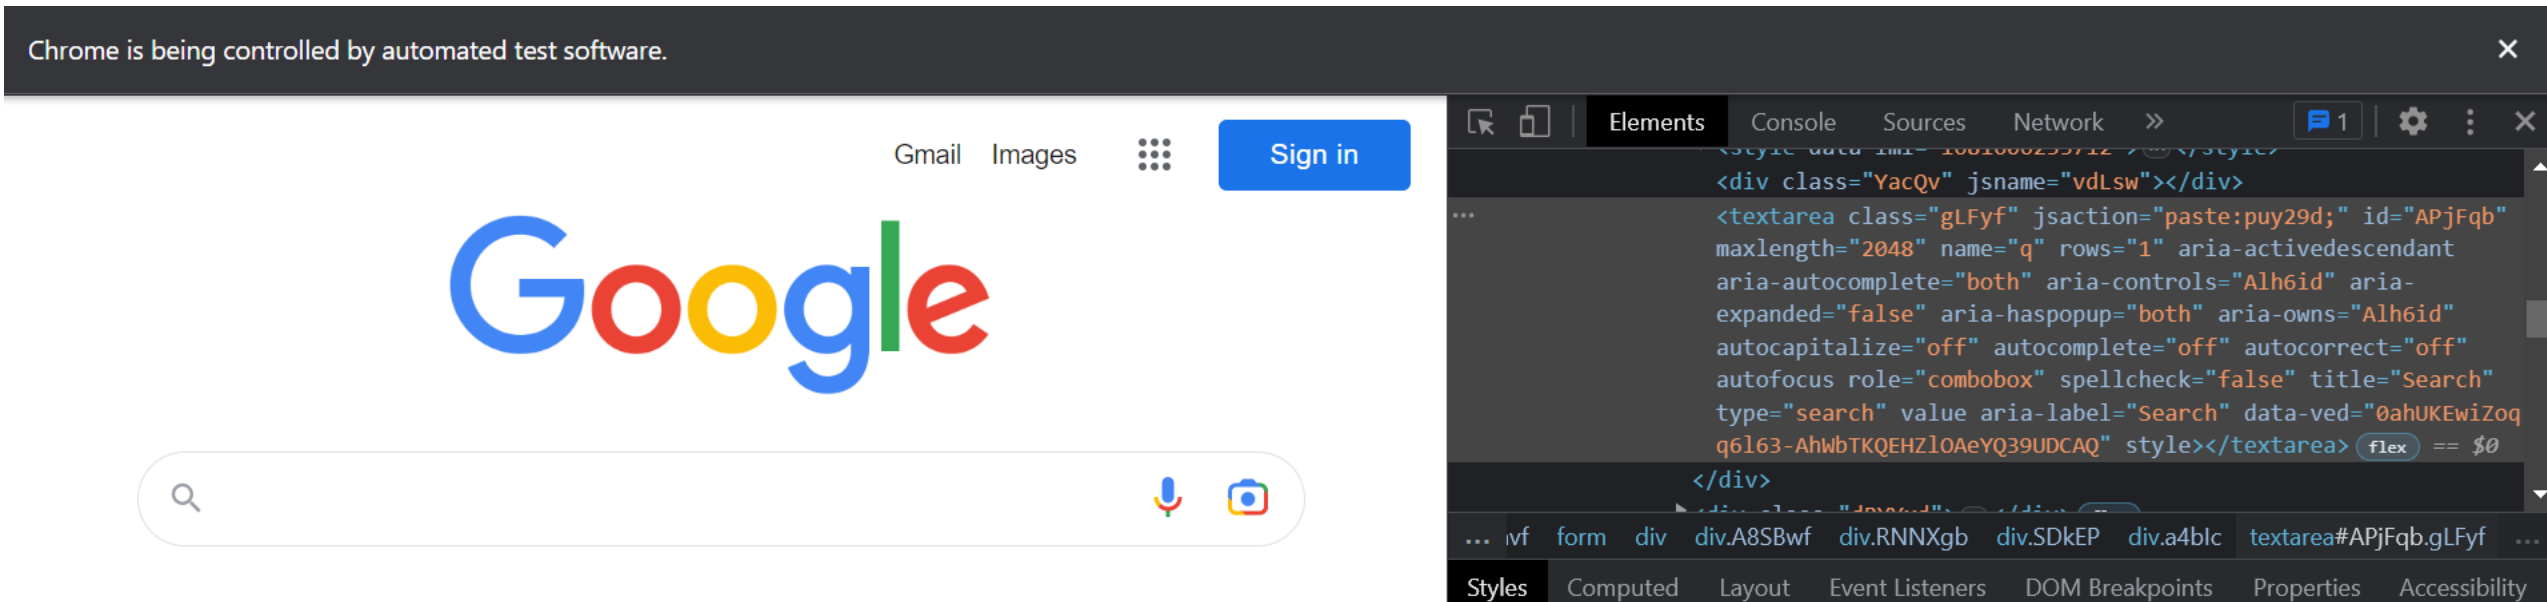 Chrome is being controlled by automated test software.
Gmail Images
Sign in
Google
Elements Console Sources Network
1
<div class="YacQv" jsname="vdLsw"></div>
<textarea class="gLFyf" jsaction="paste:puy29d;" id="APjFqb"
maxlength="2048" name="q" rows="1" aria-activedescendant
aria-autocomplete="both" aria-controls="Alh6id" aria-
expanded="false" aria-haspopup="both" aria-owns="Alh6id"
autocapitalize="off" autocomplete="off" autocorrect="off"
autofocus role="combobox" spellcheck="false" title="Search"
type="search" value aria-label="Search" data-ved="0ahUKEwiZoq
q6l63-AhWbTKQEHZlOAeYQ39UDCAQ" style></textarea> flex == $0
</div>
... form div div.A8SBwf div.RNNXgb div.SDkEP div.a4bIc textarea#APjFqb.gLFyf ...
Styles Computed Layout Event Listeners DOM Breakpoints Properties Accessibility